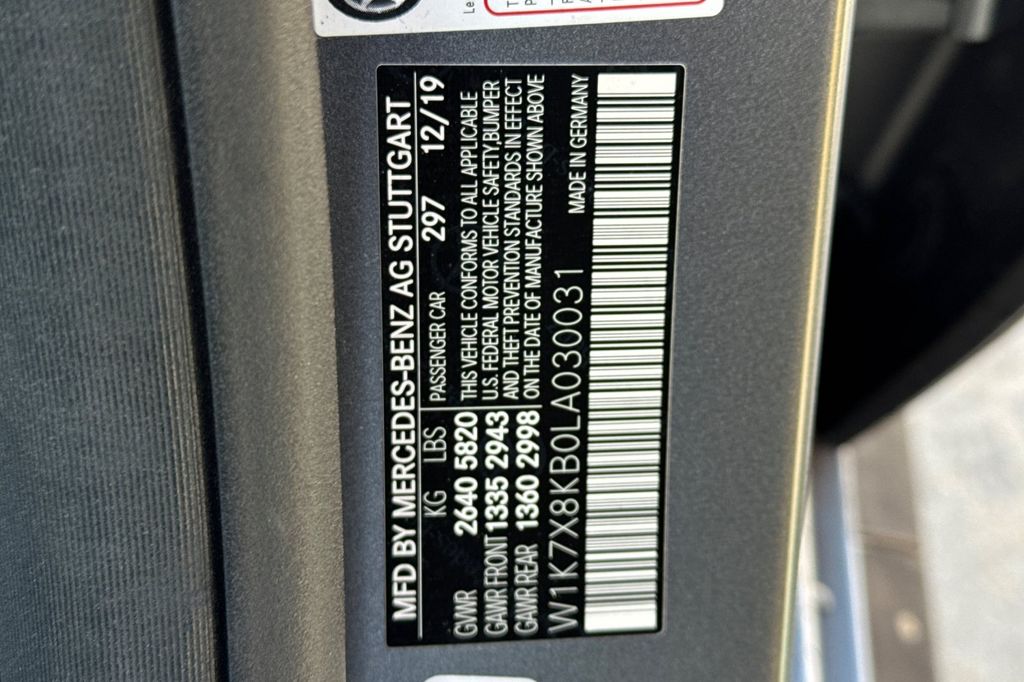 MFD BY MERCEDES-BENZ AG STUTTGART
KG LBS PASSENGER CAR 297 12/19
GVWR 2640 5820 THIS VEHICLE CONFORMS TO ALL APPLICABLE
GAWR FRONT 1335 2943 U.S. FEDERAL MOTOR VEHICLE SAFETY, BUMPER
AND THEFT PREVENTION STANDARDS IN EFFECT
GAWR REAR 1360 2998 ON THE DATE OF MANUFACTURE SHOWN ABOVE
W1K7X8KB0LA030031 MADE IN GERMANY